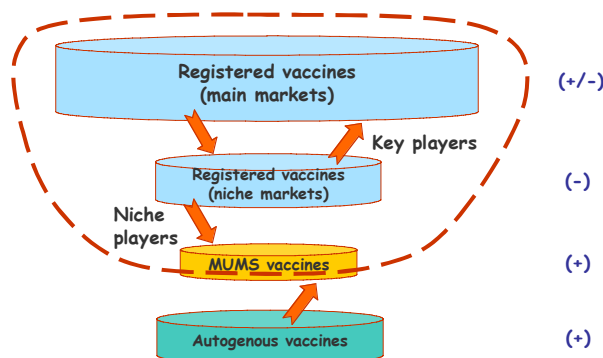 Registered vaccines
(main markets)
(+/-)
Key players
Registered vaccines
(niche markets)
(-)
Niche
players
MUMS vaccines
(+)
Autogenous vaccines
(+)